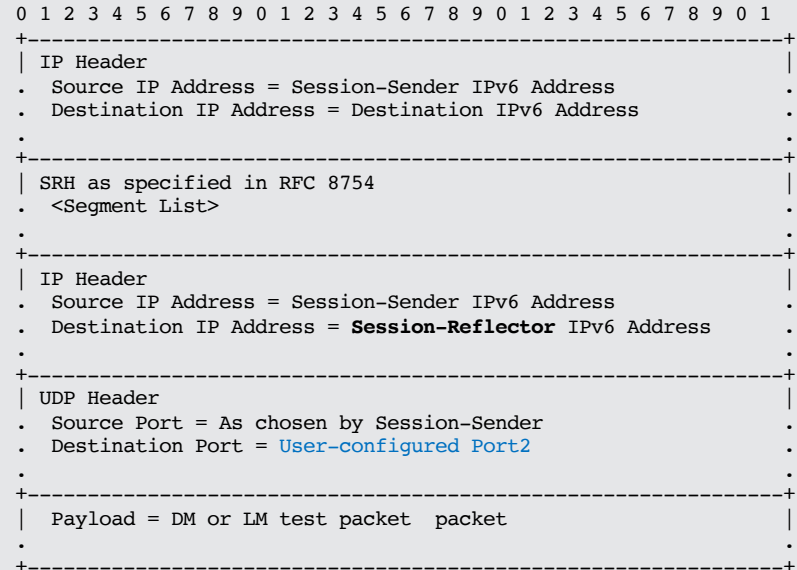 0 1 2 3 4 5 6 7 8 9 0 1 2 3 4 5 6 7 8 9 0 1 2 3 4 5 6 7 8 9 0 1
+---------------------------------------------------------------+
| IP Header                                                     |
.  Source IP Address = Session-Sender IPv6 Address              .
.  Destination IP Address = Destination IPv6 Address            .
.                                                               .
+---------------------------------------------------------------+
| SRH as specified in RFC 8754                                  |
.  <Segment List>                                               .
.                                                               .
+---------------------------------------------------------------+
| IP Header                                                     |
.  Source IP Address = Session-Sender IPv6 Address              .
.  Destination IP Address = Session-Reflector IPv6 Address      .
.                                                               .
+---------------------------------------------------------------+
| UDP Header                                                    |
.  Source Port = As chosen by Session-Sender                    .
.  Destination Port = User-configured Port2                     .
.                                                               .
+---------------------------------------------------------------+
|  Payload = DM or LM test packet  packet                       |
.                                                               .
+---------------------------------------------------------------+